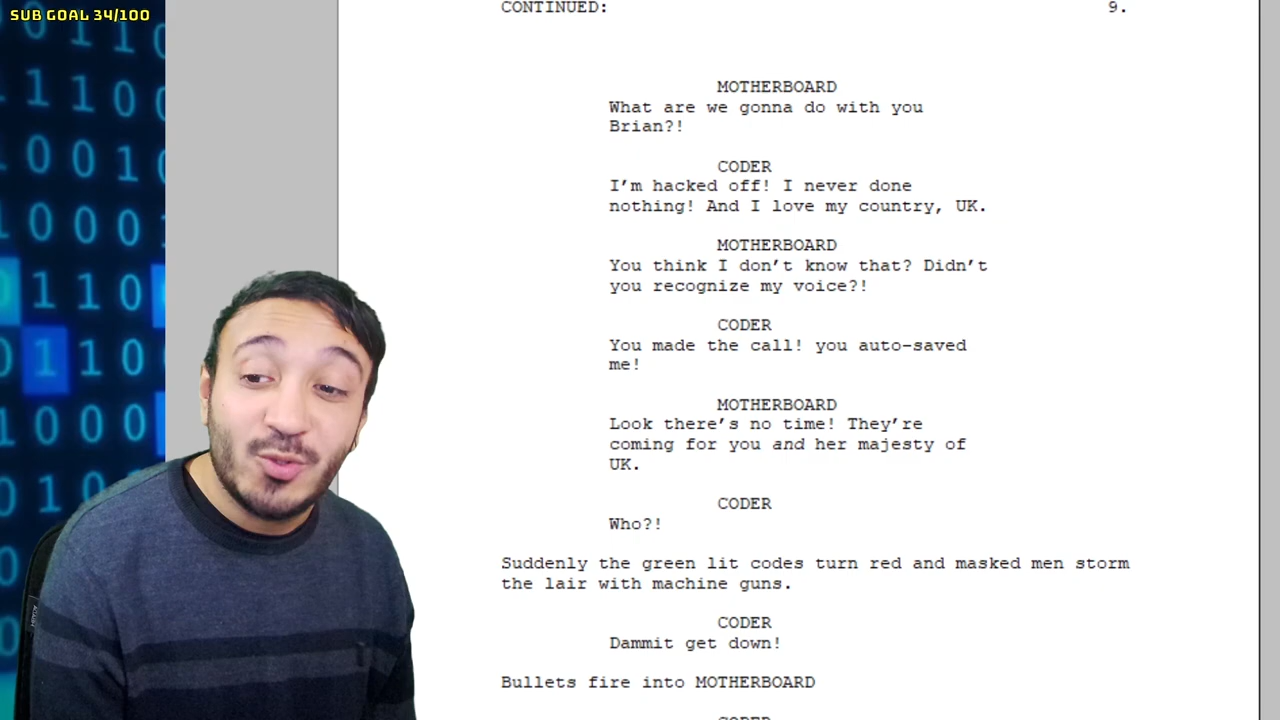 SUB GOAL 34/100
CONTINUED: 9.
MOTHERBOARD
What are we gonna do with you
Brian?!
CODER
I'm hacked off! I never done
nothing! And I love my country, UK.
MOTHERBOARD
You think I don't know that? Didn't
you recognize my voice?!
CODER
You made the call! you auto-saved
me!
MOTHERBOARD
Look there's no time! They're
coming for you and her majesty of
UK.
CODER
Who?!
Suddenly the green lit codes turn red and masked men storm
the lair with machine guns.
CODER
Dammit get down!
Bullets fire into MOTHERBOARD
CODER